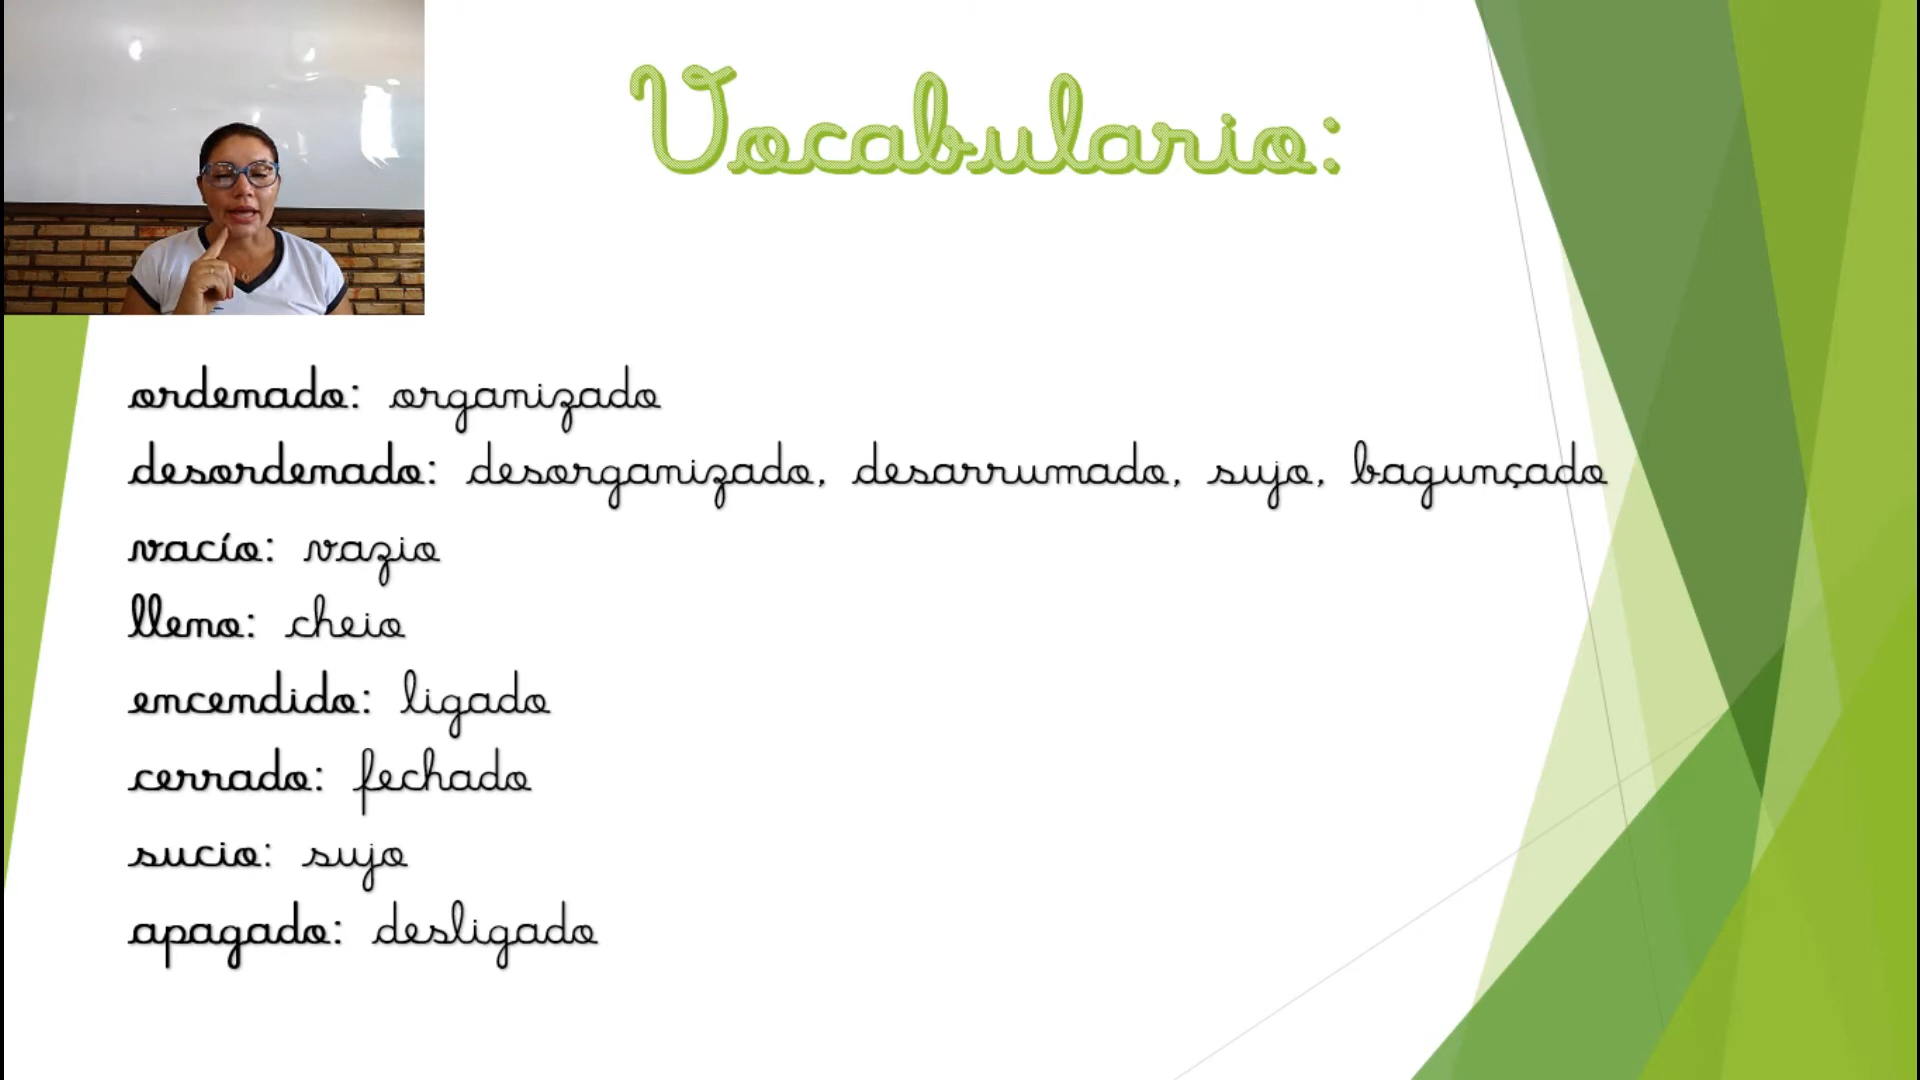 Vocabulario:
ordenado: organizado
desordenado: desorganizado, desarrumado, sujo, bagunçado
vacío: vazio
lleno: cheio
encendido: ligado
cerrado: fechado
sucio: sujo
apagado: desligado